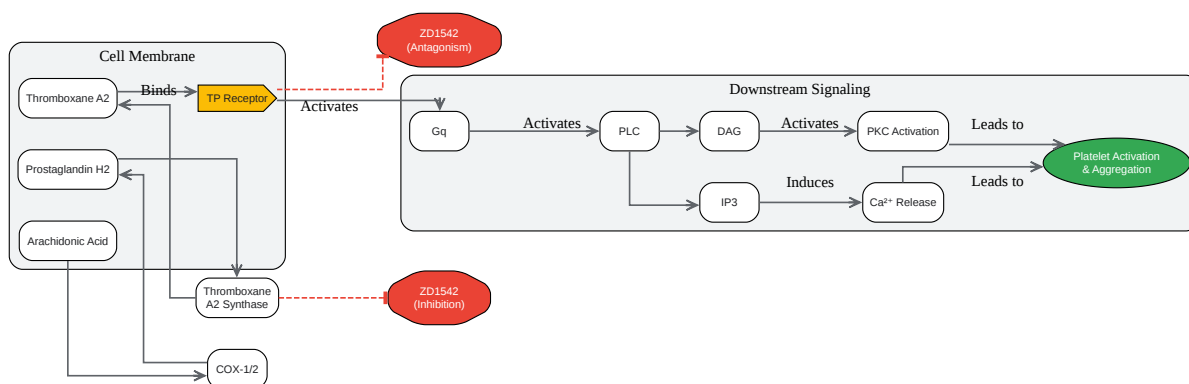 ZD1542
(Antagonism)
Cell Membrane
Thromboxane A2
Binds
TP Receptor
Activates
Prostaglandin H2
Arachidonic Acid
Thromboxane
A2 Synthase
COX-1/2
ZD1542
(Inhibition)
Downstream Signaling
Gq
Activates
PLC
DAG
Activates
PKC Activation
Leads to
Platelet Activation
& Aggregation
IP3
Induces
Ca²⁺ Release
Leads to